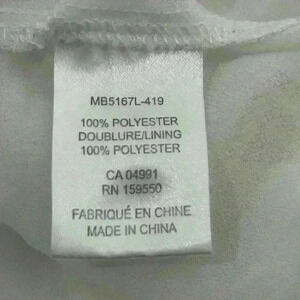 MB5167L-419
100% POLYESTER
DOUBLURE/LINING
100% POLYESTER
CA 04991
RN 159550
FABRIQUÉ EN CHINE
MADE IN CHINA